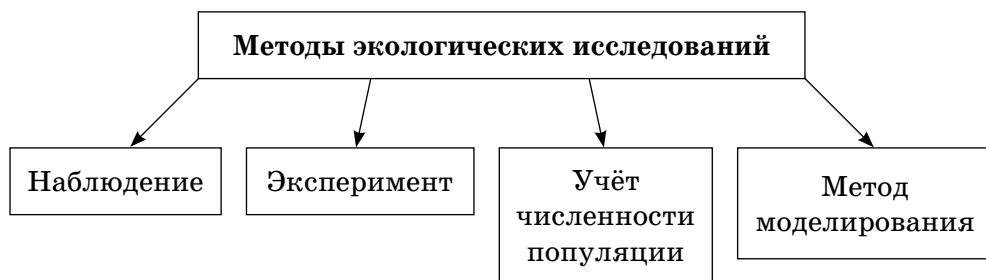 Методы экологических исследований
Наблюдение
Эксперимент
Учёт
численности
популяции
Метод
моделирования